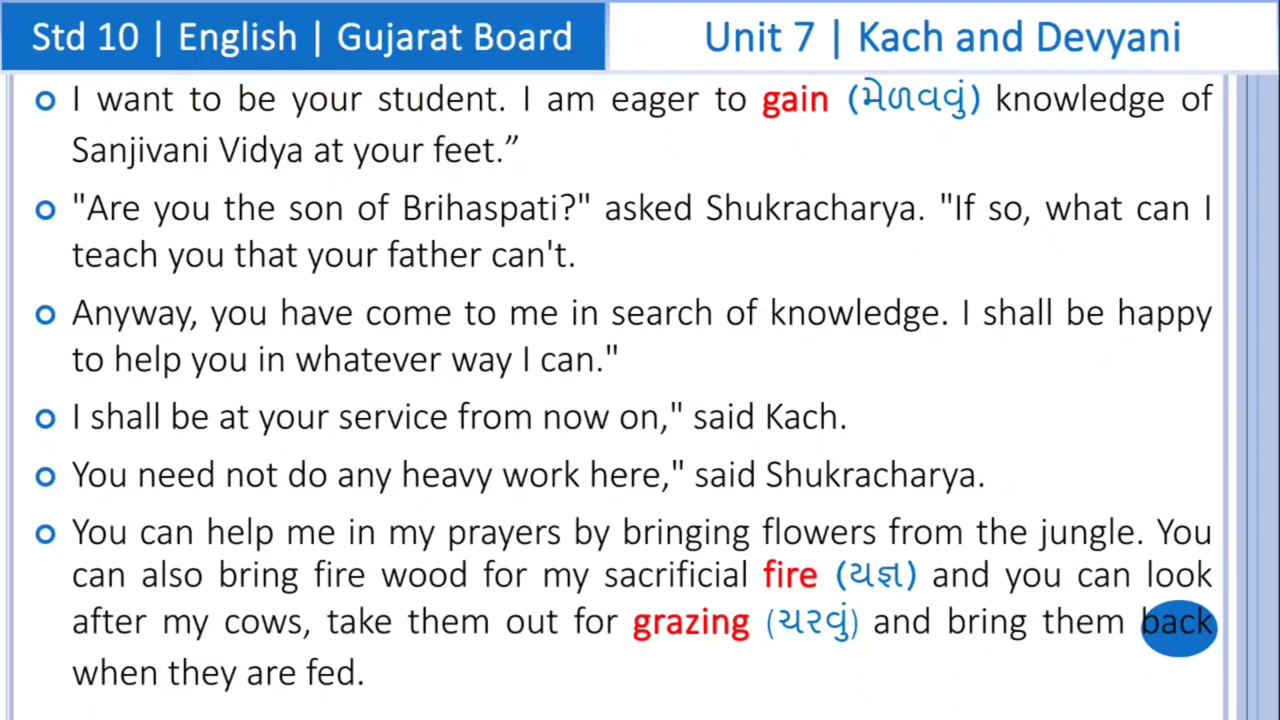 Std 10 | English | Gujarat Board
Unit 7 | Kach and Devyani
I want to be your student. I am eager to gain (મેળવવું) knowledge of
Sanjivani Vidya at your feet.”
"Are you the son of Brihaspati?" asked Shukracharya. "If so, what can I
teach you that your father can't.
Anyway, you have come to me in search of knowledge. I shall be happy
to help you in whatever way I can."
I shall be at your service from now on," said Kach.
You need not do any heavy work here," said Shukracharya.
You can help me in my prayers by bringing flowers from the jungle. You
can also bring fire wood for my sacrificial fire (યજ્ઞ) and you can look
after my cows, take them out for grazing (ચરવું) and bring them back
when they are fed.